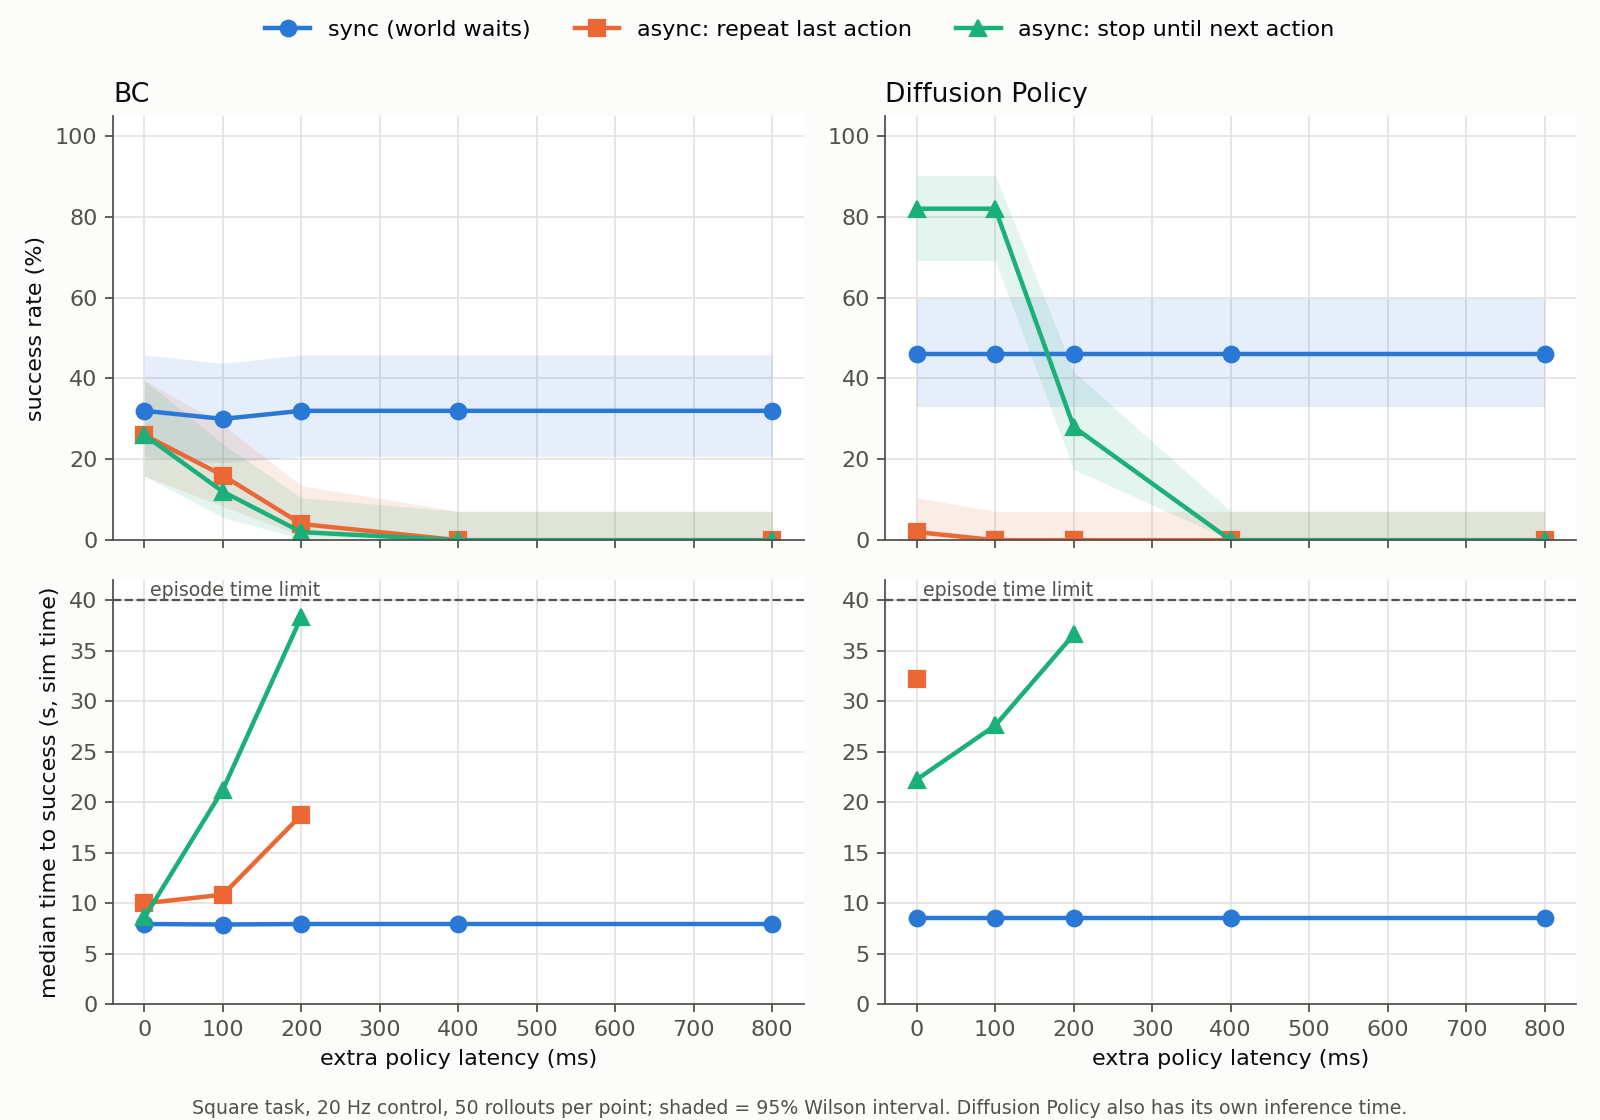 sync (world waits) async: repeat last action async: stop until next action
BC
100
80
60
40
20
0
success rate (%)
Diffusion Policy
100
80
60
40
20
0
episode time limit
40
35
30
25
20
15
10
5
0
median time to success (s, sim time)
0 100 200 300 400 500 600 700 800
extra policy latency (ms)
episode time limit
40
35
30
25
20
15
10
5
0
0 100 200 300 400 500 600 700 800
extra policy latency (ms)
Square task, 20 Hz control, 50 rollouts per point; shaded = 95% Wilson interval. Diffusion Policy also has its own inference time.